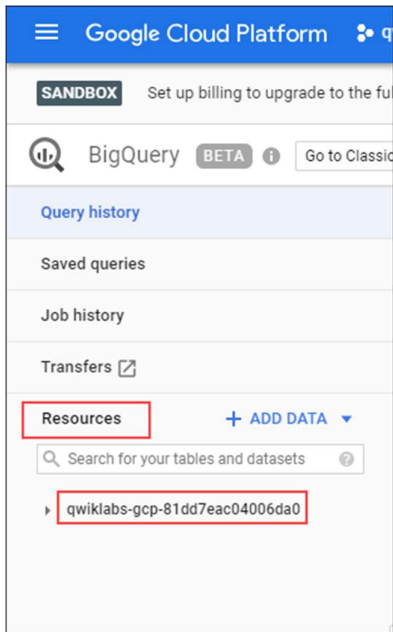 Google Cloud Platform
SANDBOX Set up billing to upgrade to the ful
BigQuery BETA Go to Classic
Query history
Saved queries
Job history
Transfers
Resources + ADD DATA
Search for your tables and datasets
qwiklabs-gcp-81dd7eac04006da0